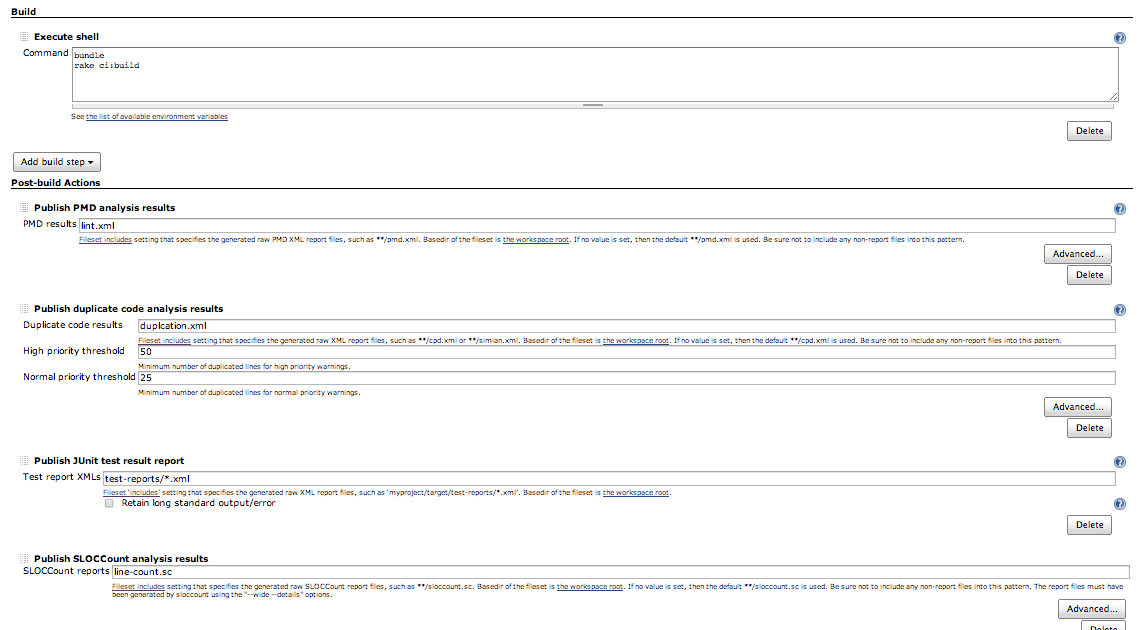 Build
Execute shell
Command
bundle
rake ci:build
See the list of available environment variables
Delete
Add build step
Post-build Actions
Publish PMD analysis results
PMD results lint.xml
Fileset includes setting that specifies the generated raw PMD XML report files, such as **/pmd.xml. Basedir of the fileset is the workspace root. If no value is set, then the default **/pmd.xml is used. Be sure not to include any non-report files into this pattern.
Advanced...
Delete
Publish duplicate code analysis results
Duplicate code results duplcation.xml
Fileset includes setting that specifies the generated raw XML report files, such as **/cpd.xml or **/simian.xml. Basedir of the fileset is the workspace root. If no value is set, then the default **/cpd.xml is used. Be sure not to include any non-report files into this pattern.
High priority threshold 50
Minimum number of duplicated lines for high priority warnings.
Normal priority threshold 25
Minimum number of duplicated lines for normal priority warnings.
Advanced...
Delete
Publish JUnit test result report
Test report XMLs test-reports/*.xml
Fileset 'includes' setting that specifies the generated raw XML report files, such as 'myproject/target/test-reports/*.xml'. Basedir of the fileset is the workspace root.
Retain long standard output/error
Delete
Publish SLOCCount analysis results
SLOCCount reports line-count.sc
Fileset includes setting that specifies the generated raw SLOCCount report files, such as **/sloccount.sc. Basedir of the fileset is the workspace root. If no value is set, then the default **/sloccount.sc is used. Be sure not to include any non-report files into this pattern. The report files must have
been generated by sloccount using the "--wide --details" options.
Advanced...
Delete